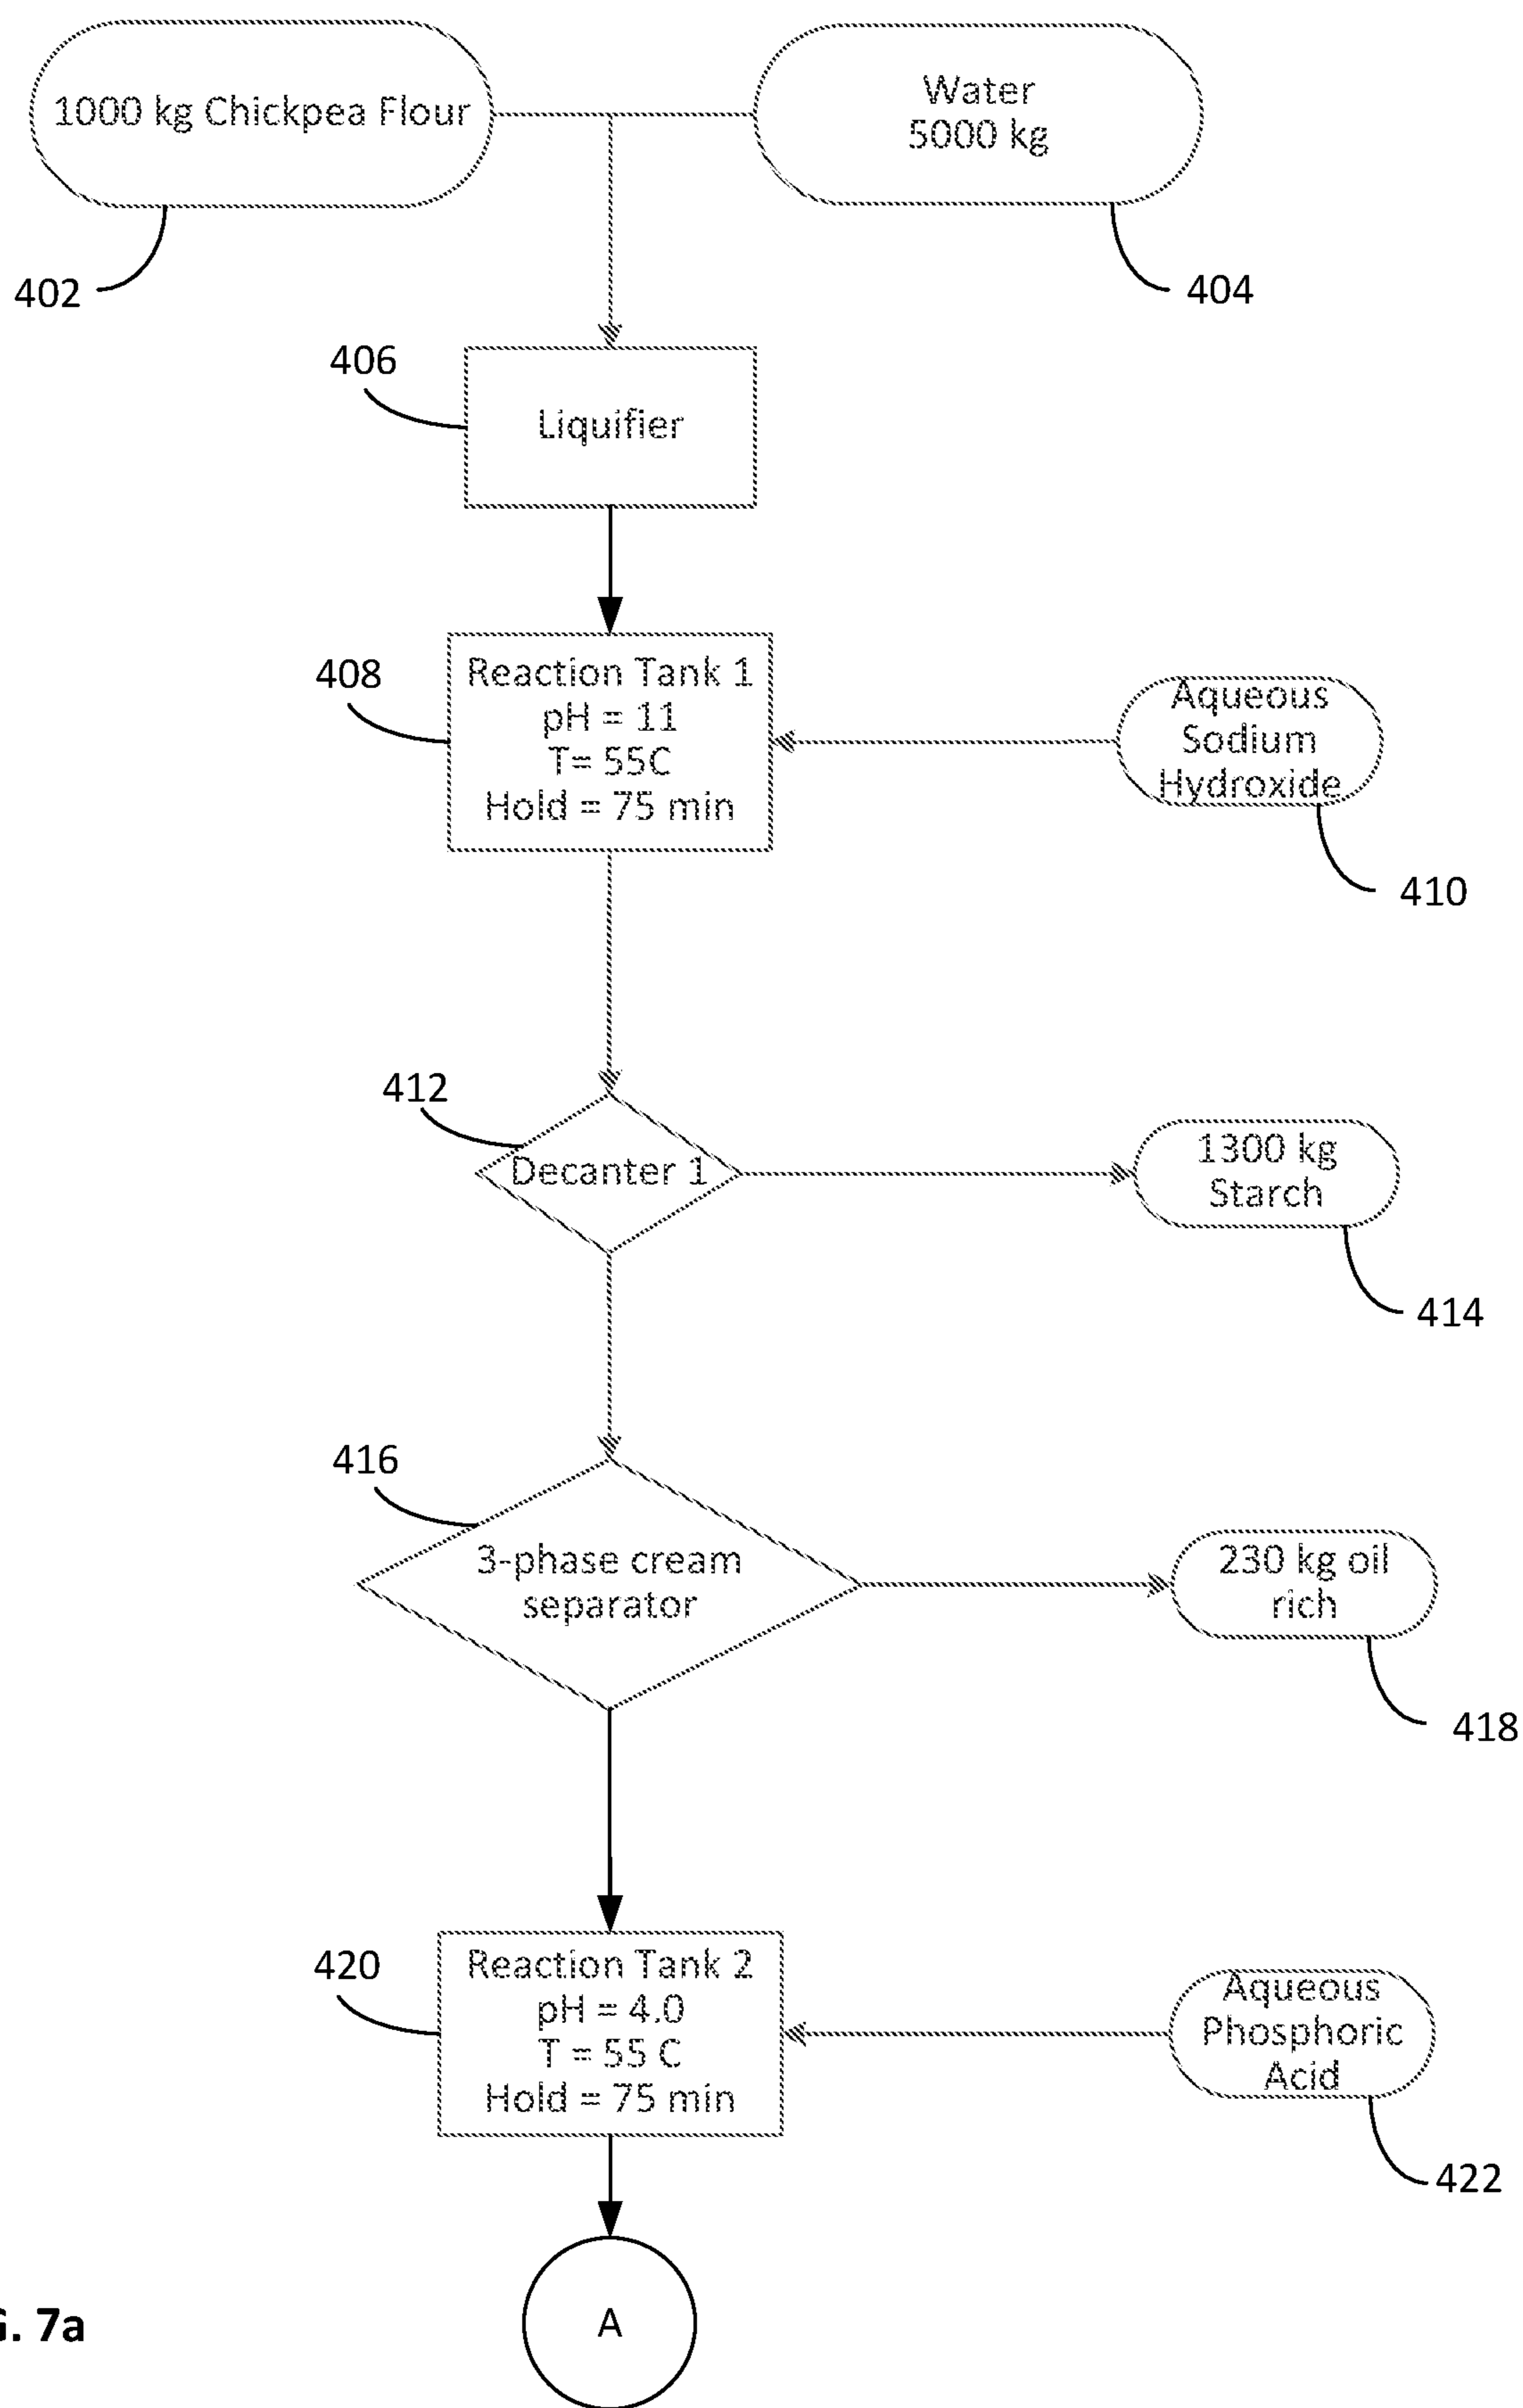 1000 kg Chickpea Flour
Water
5000 kg
402
404
406
Liquifier
408
Reaction Tank 1
pH = 11
T= 55C
Hold = 75 min
Aqueous
Sodium
Hydroxide
410
412
Decanter 1
1300 kg
Starch
414
416
3-phase cream
separator
230 kg oil
rich
418
420
Reaction Tank 2
pH = 4.0
T = 55 C
Hold = 75 min
Aqueous
Phosphoric
Acid
422
A
G. 7a